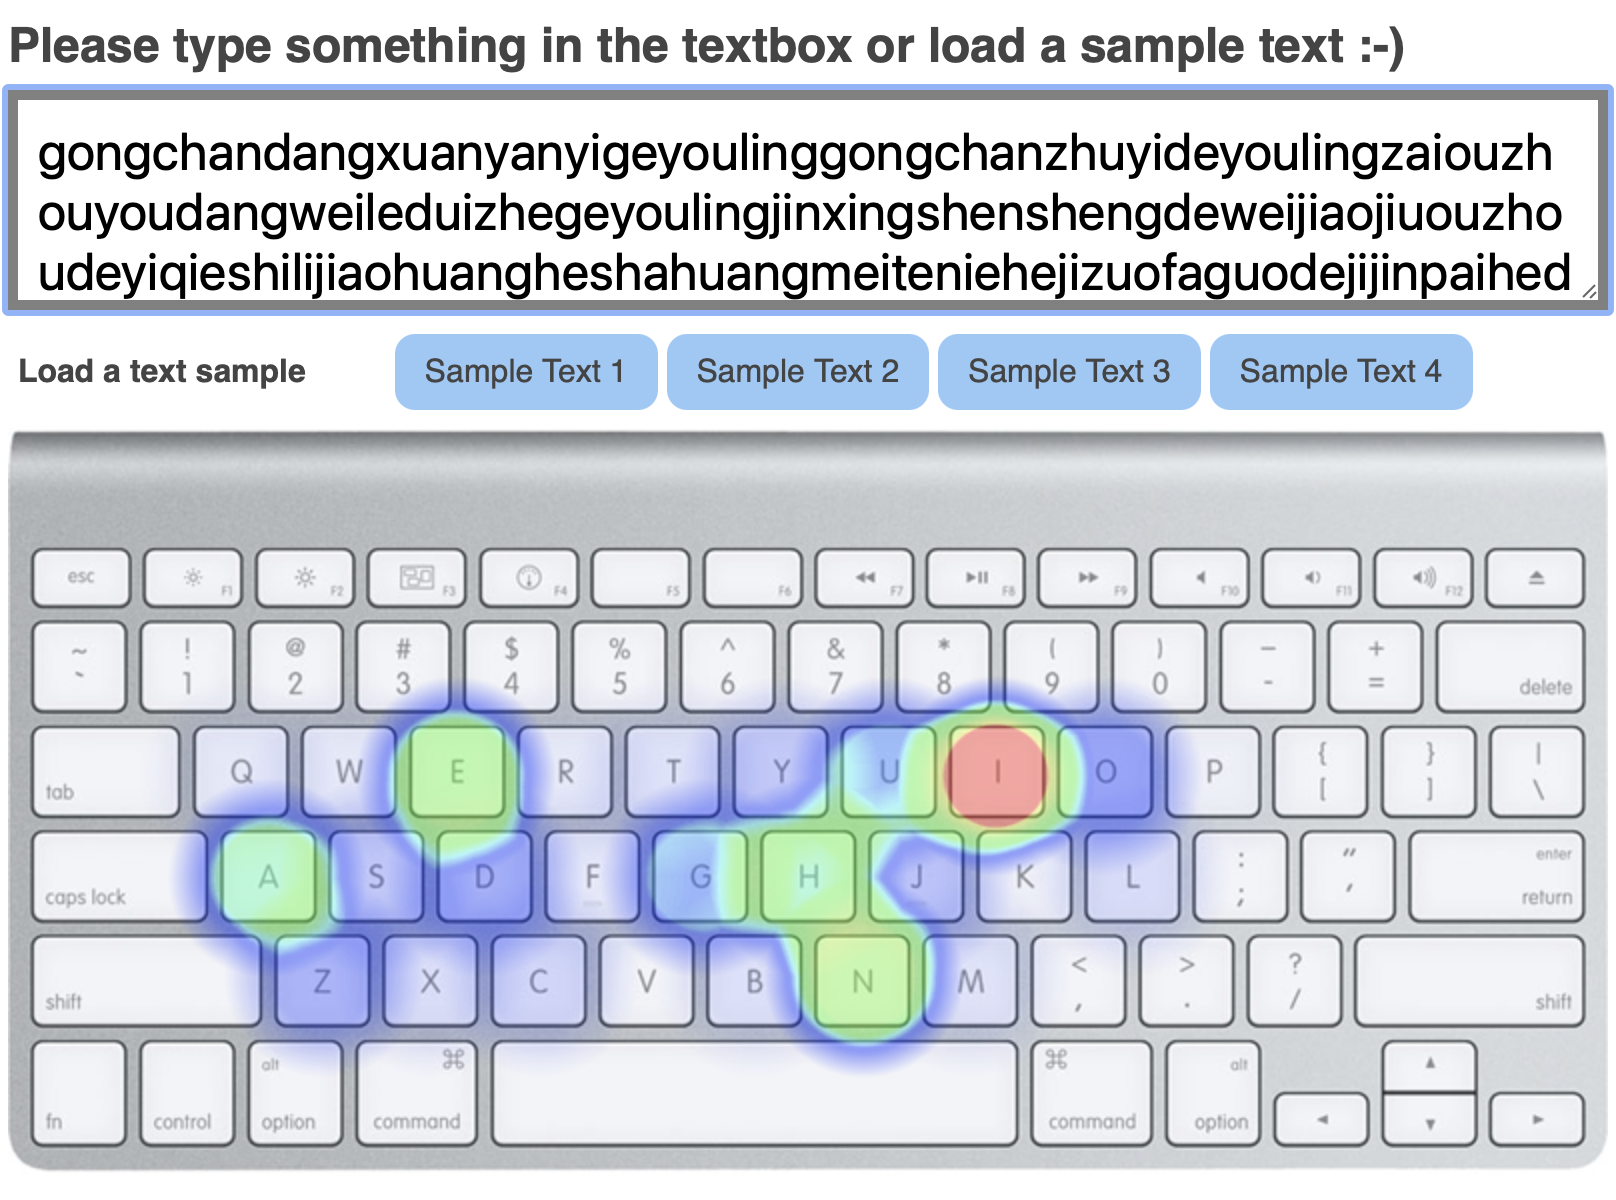 Please type something in the textbox or load a sample text :-)
gongchandangxuanyanyigeyoulinggongchanzhuyideyoulingzaiouzh
ouyoudangweileduizhegeyoulingjinxingshenshengdeweijiaojiuouzho
udeyiqieshilijiaohuangheshahuangmeiteniehejizuofaguodejijinpaihed
Load a text sample Sample Text 1 Sample Text 2 Sample Text 3 Sample Text 4
esc F1 F2 F3 F4 F5 F6 F7 F8 F9 F10 F11 F12
~ ! @ # $ % ^ & * ( ) – +
` 1 2 3 4 5 6 7 8 9 0 - = delete
tab Q W E R T Y U I O P { [ } ] | \
caps lock A S D F G H J K L : ; " ' enter return
shift Z X C V B N M < , > . ? / shift
fn control alt option ⌘ command ⌘ command alt option